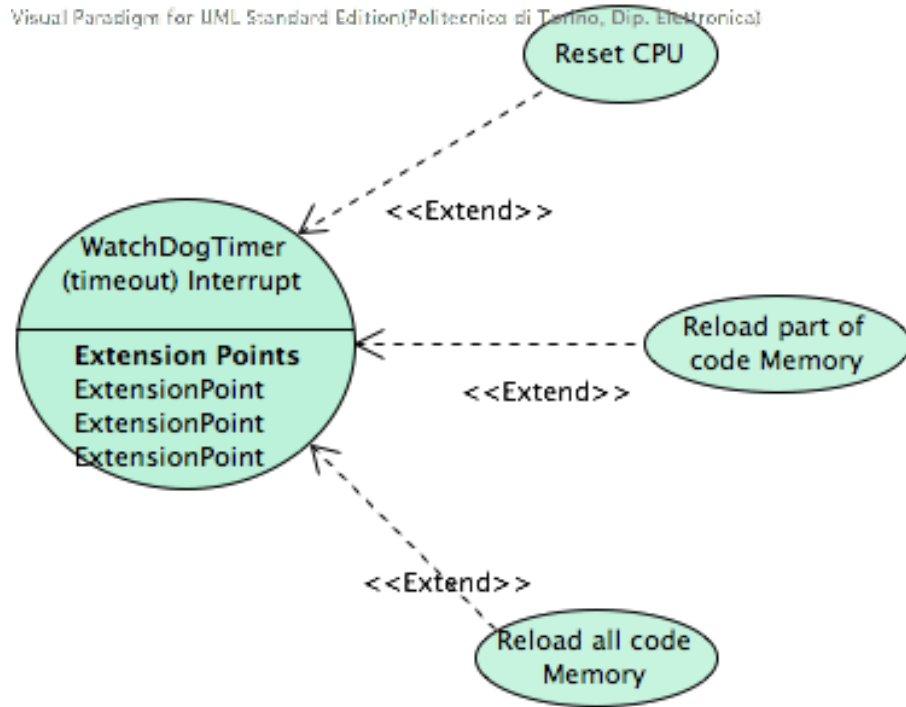 Visual Paradigm for UML Standard Edition(Politecnico di Torino, Dip. Elettronica)
Reset CPU
<<Extend>>
WatchDogTimer
(timeout) Interrupt
Extension Points
ExtensionPoint
ExtensionPoint
ExtensionPoint
Reload part of
code Memory
<<Extend>>
<<Extend>>
Reload all code
Memory